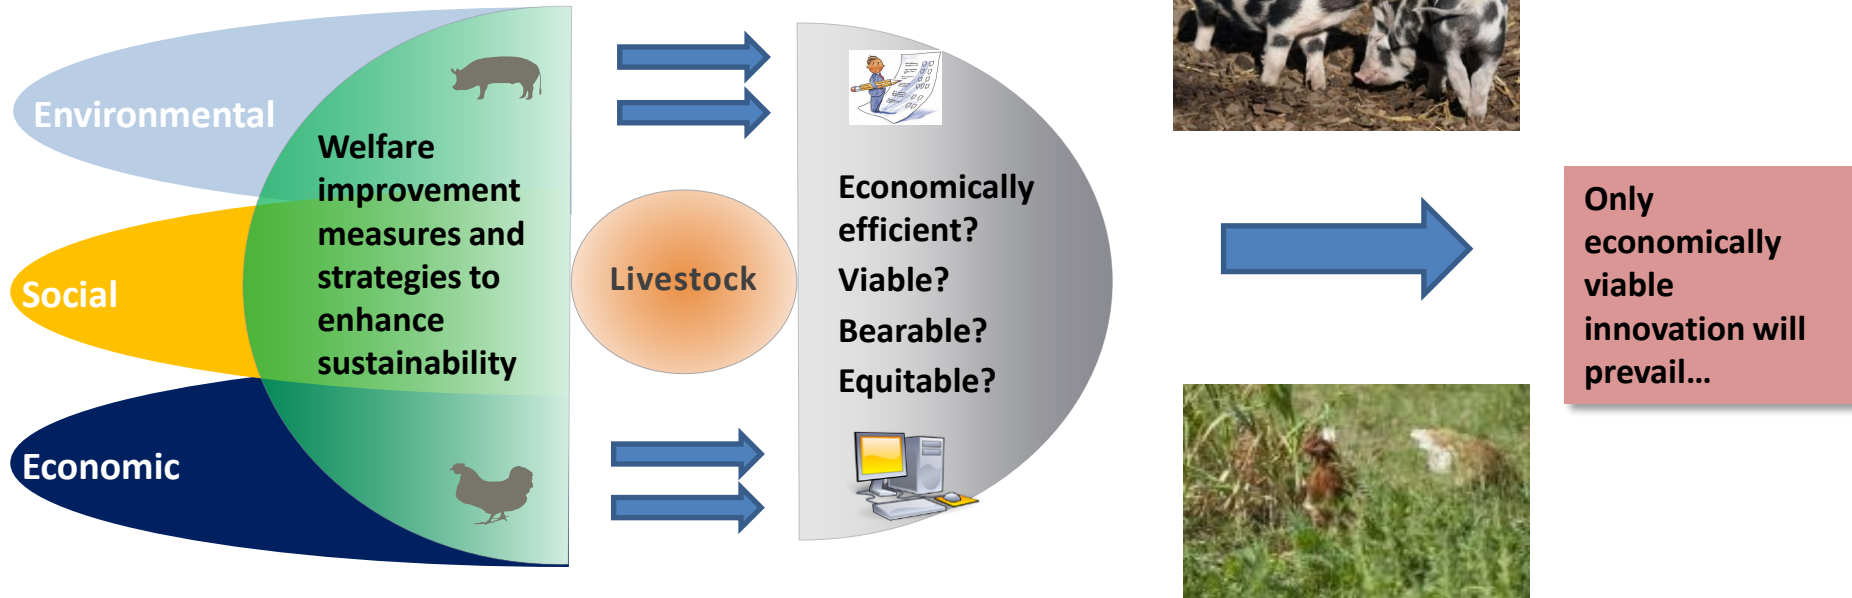 Environmental
Social
Economic
Welfare
improvement
measures and
strategies to
enhance
sustainability
Livestock
Economically
efficient?
Viable?
Bearable?
Equitable?
Only
economically
viable
innovation will
prevail...